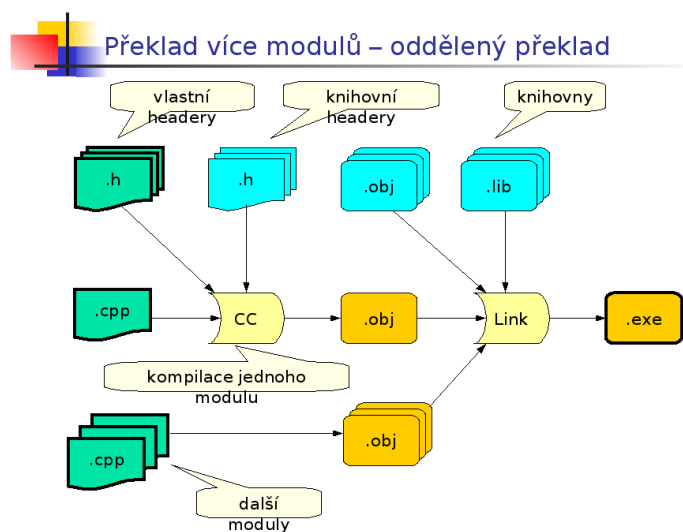 Překlad více modulů – oddělený překlad
vlastní
headery
knihovní
headery
knihovny
.h
.h
.obj
.lib
.cpp
CC
.obj
Link
.exe
kompilace jednoho
modulu
.cpp
.obj
další
moduly